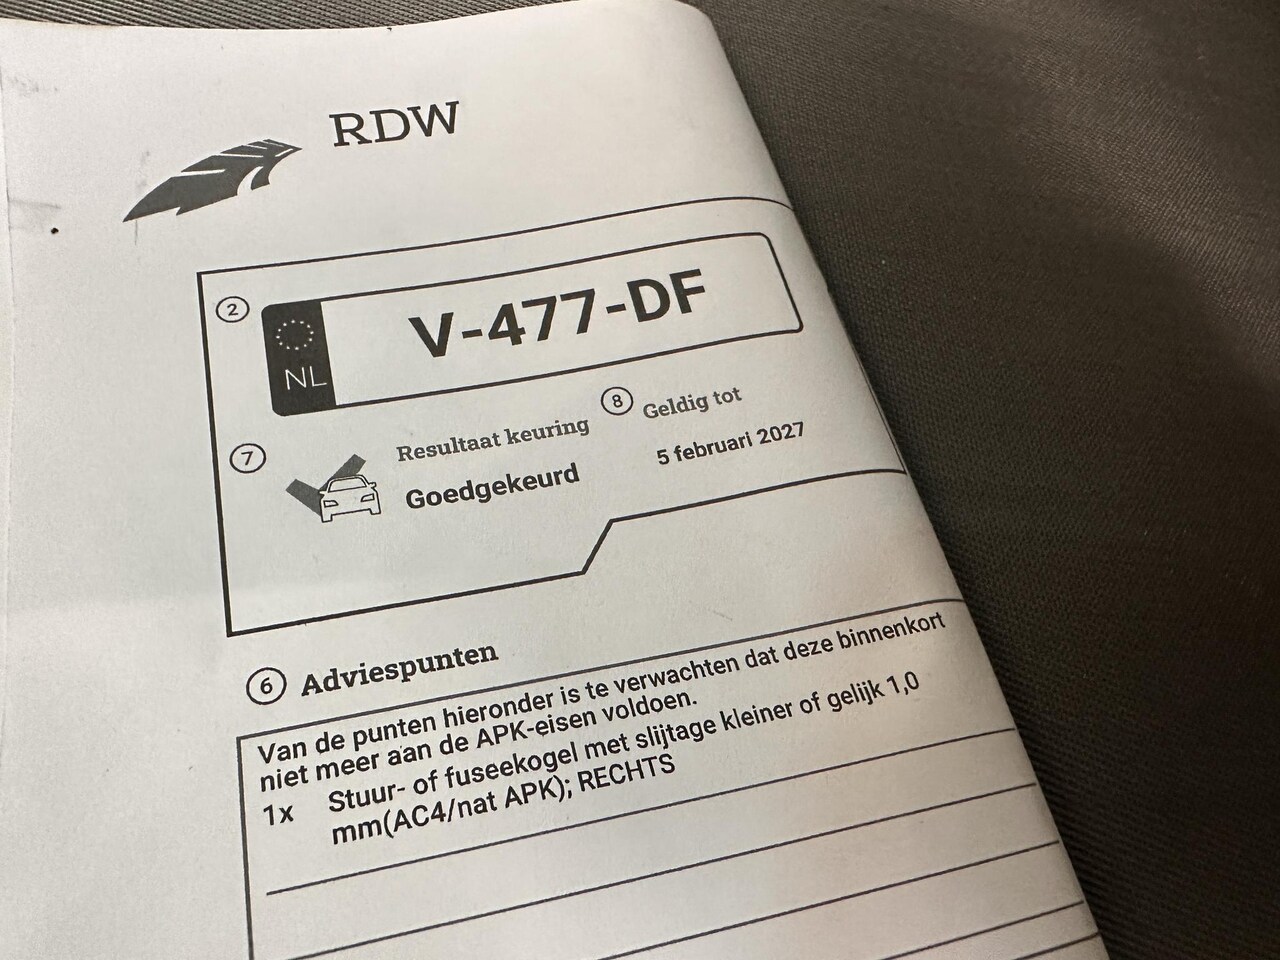 RDW
2
NL
V-477-DF
7
Resultaat keuring
Goedgekeurd
8
Geldig tot
5 februari 2027
6 Adviespunten
Van de punten hieronder is te verwachten dat deze binnenkort
niet meer aan de APK-eisen voldoen.
1x Stuur- of fuseekogel met slijtage kleiner of gelijk 1,0
mm(AC4/nat APK); RECHTS